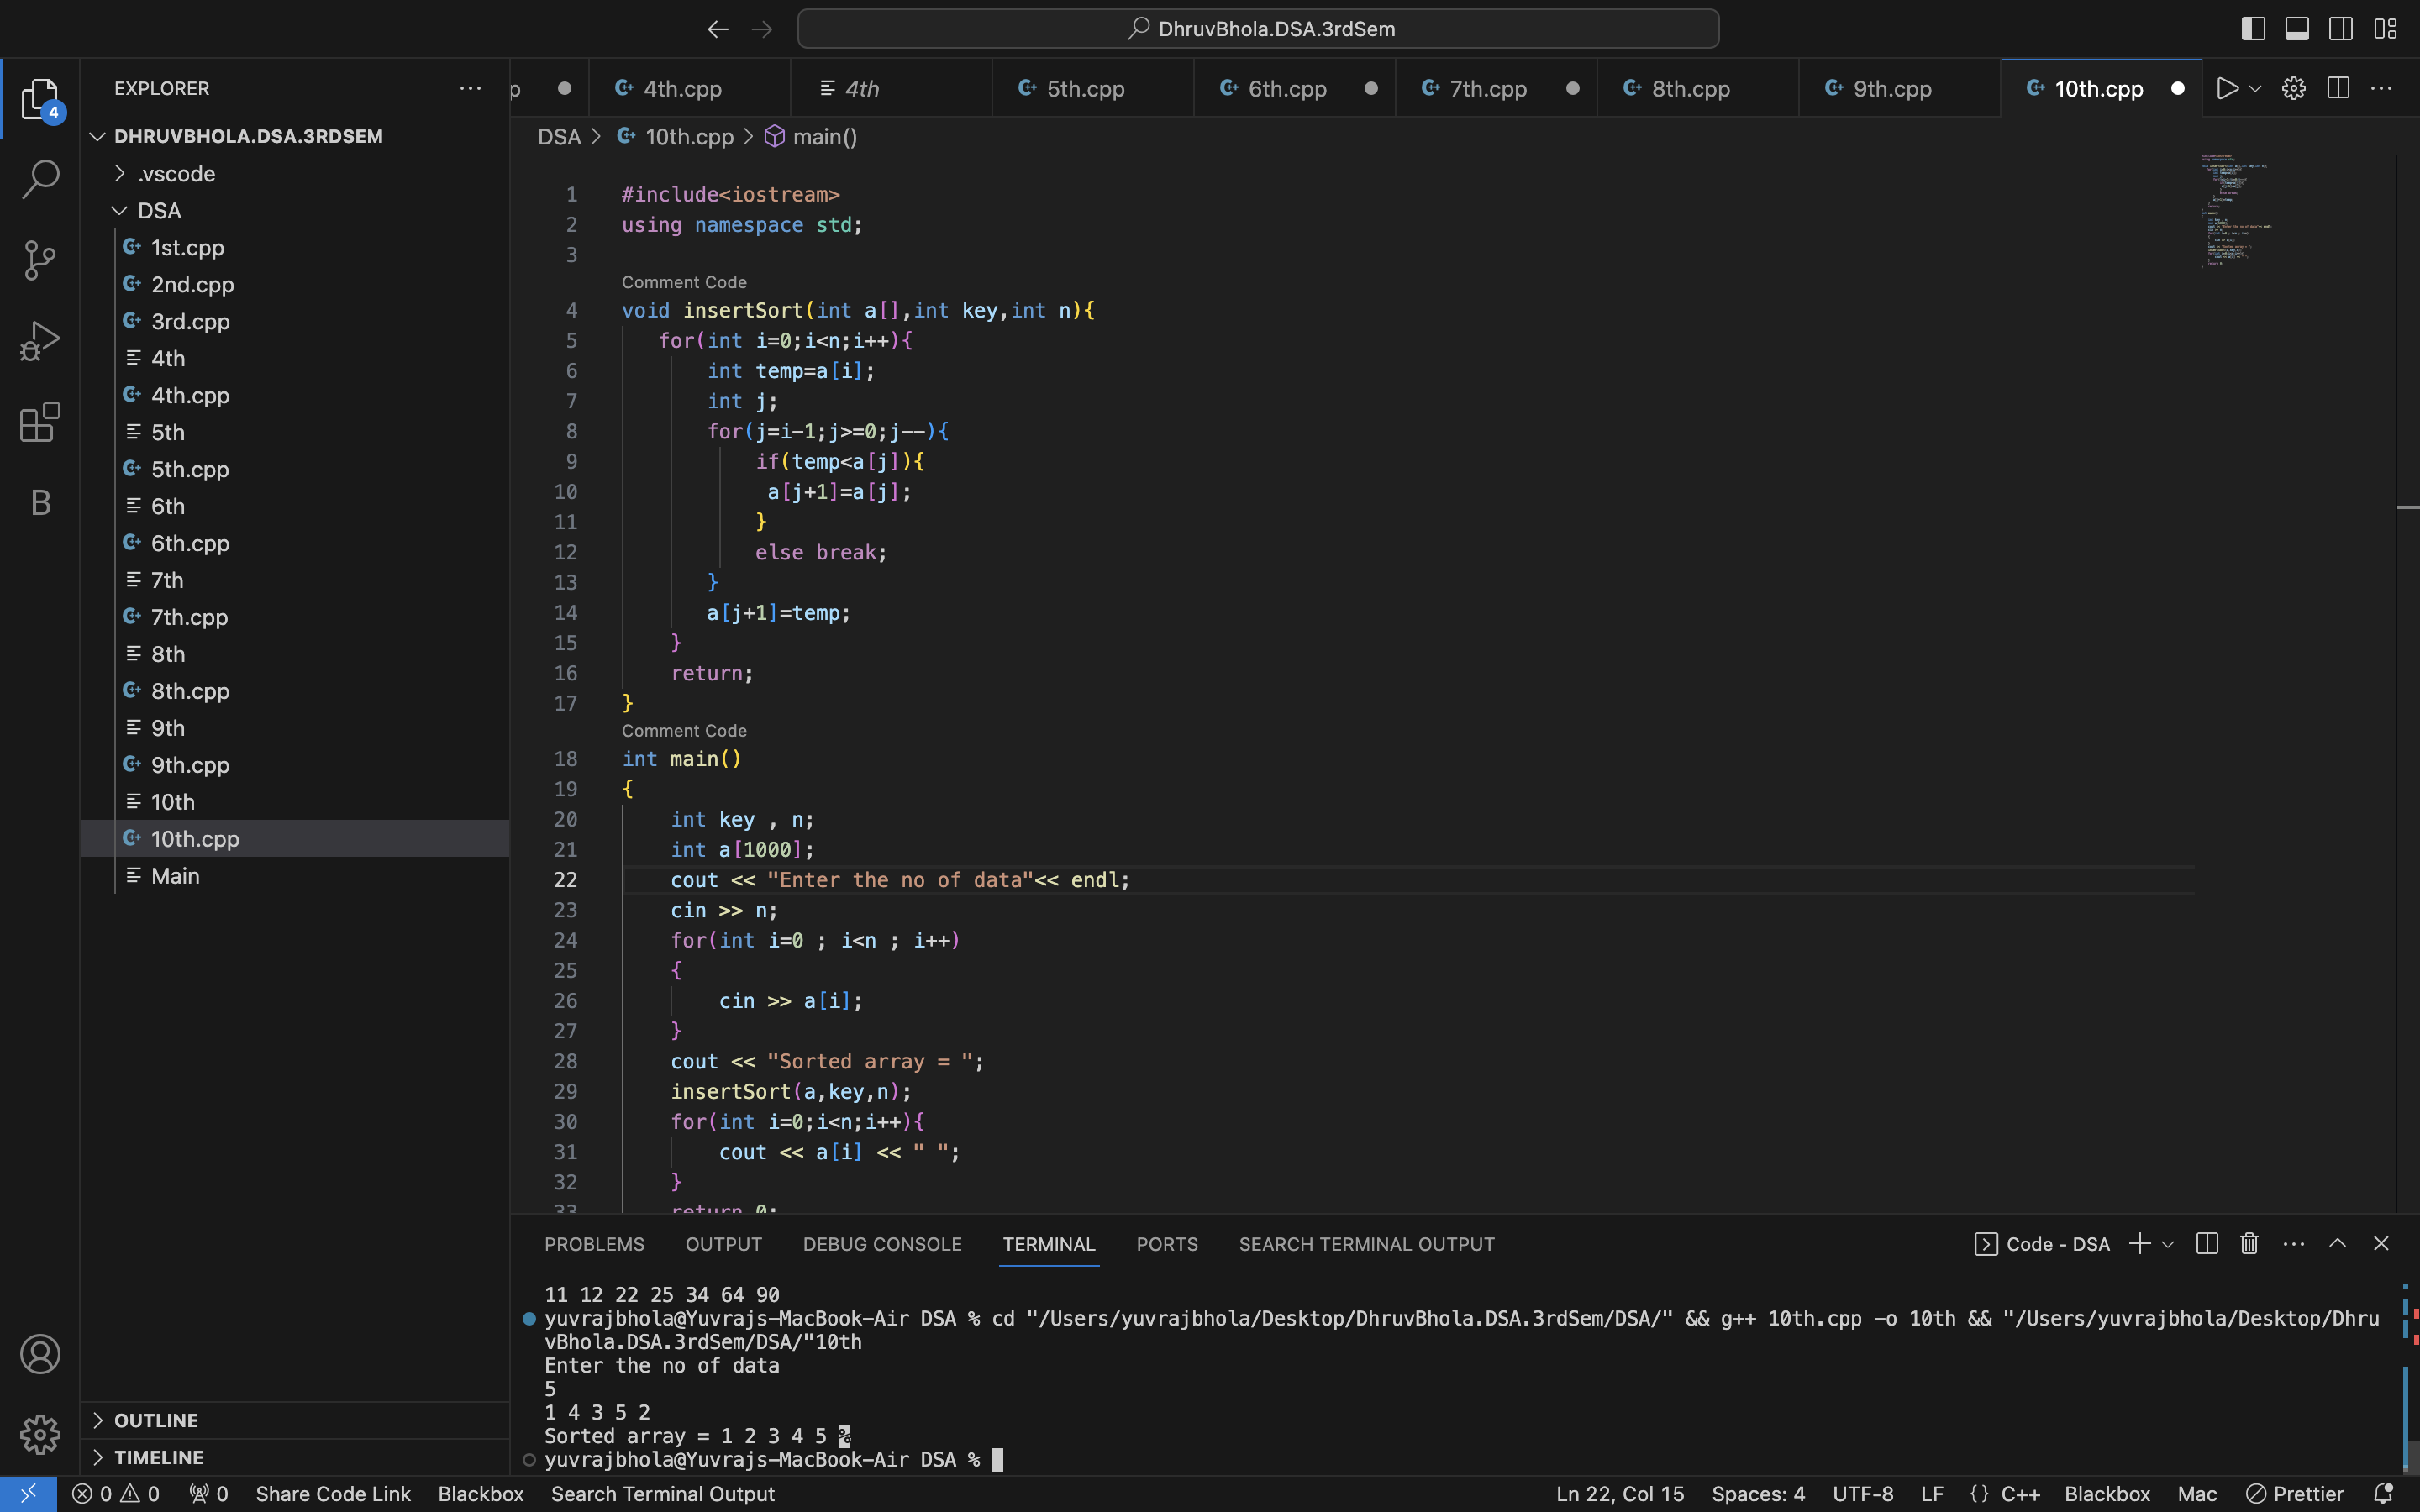 DhruvBhola.DSA.3rdSem
4
EXPLORER
DHRUVBHOLA.DSA.3RDSEM
.vscode
DSA
1st.cpp
2nd.cpp
3rd.cpp
4th
4th.cpp
5th
5th.cpp
6th
6th.cpp
7th
7th.cpp
8th
8th.cpp
9th
9th.cpp
10th
10th.cpp
Main
OUTLINE
TIMELINE
p 4th.cpp 4th 5th.cpp 6th.cpp 7th.cpp 8th.cpp 9th.cpp 10th.cpp
DSA > 10th.cpp > main()
1 #include<iostream>
2 using namespace std;
3
Comment Code
4 void insertSort(int a[],int key,int n){
5 for(int i=0;i<n;i++){
6 int temp=a[i];
7 int j;
8 for(j=i-1;j>=0;j--){
9 if(temp<a[j]){
10 a[j+1]=a[j];
11 }
12 else break;
13 }
14 a[j+1]=temp;
15 }
16 return;
17 }
Comment Code
18 int main()
19 {
20 int key , n;
21 int a[1000];
22 cout << "Enter the no of data"<< endl;
23 cin >> n;
24 for(int i=0 ; i<n ; i++)
25 {
26 cin >> a[i];
27 }
28 cout << "Sorted array = ";
29 insertSort(a,key,n);
30 for(int i=0;i<n;i++){
31 cout << a[i] << " ";
32 }
33 return 0;
PROBLEMS OUTPUT DEBUG CONSOLE TERMINAL PORTS SEARCH TERMINAL OUTPUT Code - DSA
11 12 22 25 34 64 90
yuvrajbhola@Yuvrajs-MacBook-Air DSA % cd "/Users/yuvrajbhola/Desktop/DhruvBhola.DSA.3rdSem/DSA/" && g++ 10th.cpp -o 10th && "/Users/yuvrajbhola/Desktop/Dhru
vBhola.DSA.3rdSem/DSA/"10th
Enter the no of data
5
1 4 3 5 2
Sorted array = 1 2 3 4 5 %
yuvrajbhola@Yuvrajs-MacBook-Air DSA %
0 0 0 Share Code Link Blackbox Search Terminal Output Ln 22, Col 15 Spaces: 4 UTF-8 LF {} C++ Blackbox Mac Prettier
B